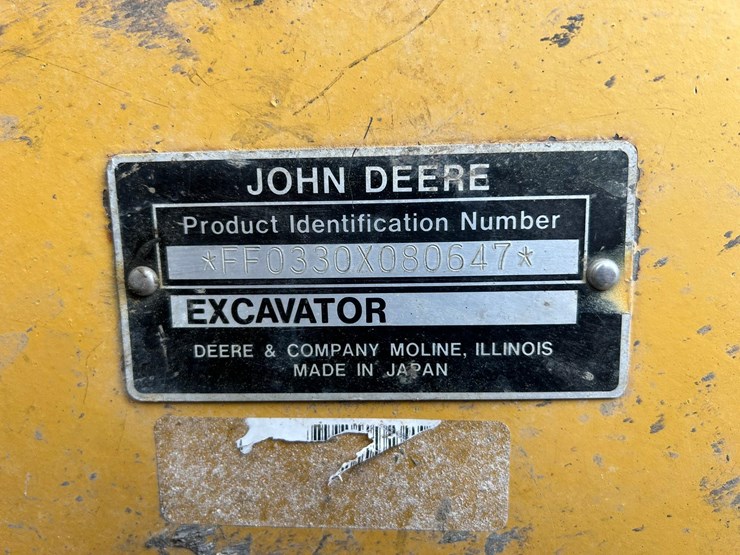 JOHN DEERE
Product Identification Number
*FF0330X080647*
EXCAVATOR
DEERE & COMPANY MOLINE, ILLINOIS
MADE IN JAPAN